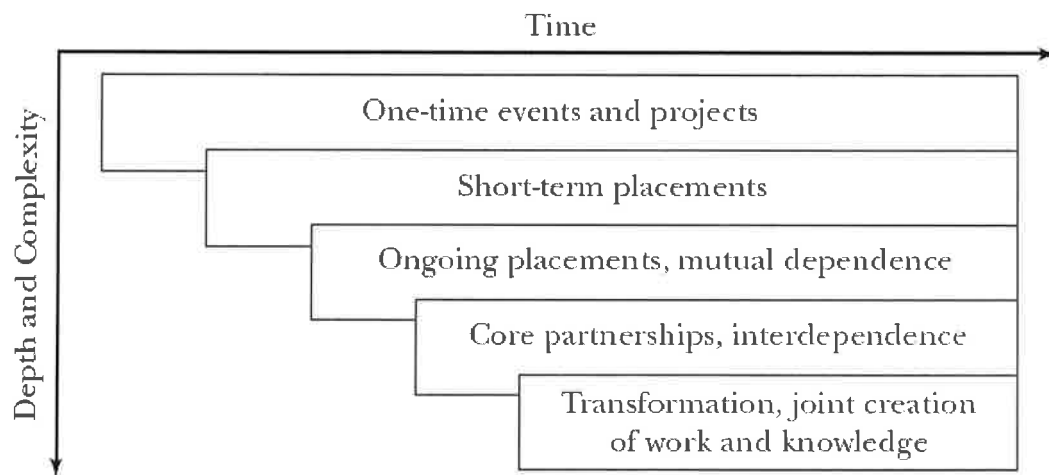 Time
Depth and Complexity
One-time events and projects
Short-term placements
Ongoing placements, mutual dependence
Core partnerships, interdependence
Transformation, joint creation
of work and knowledge